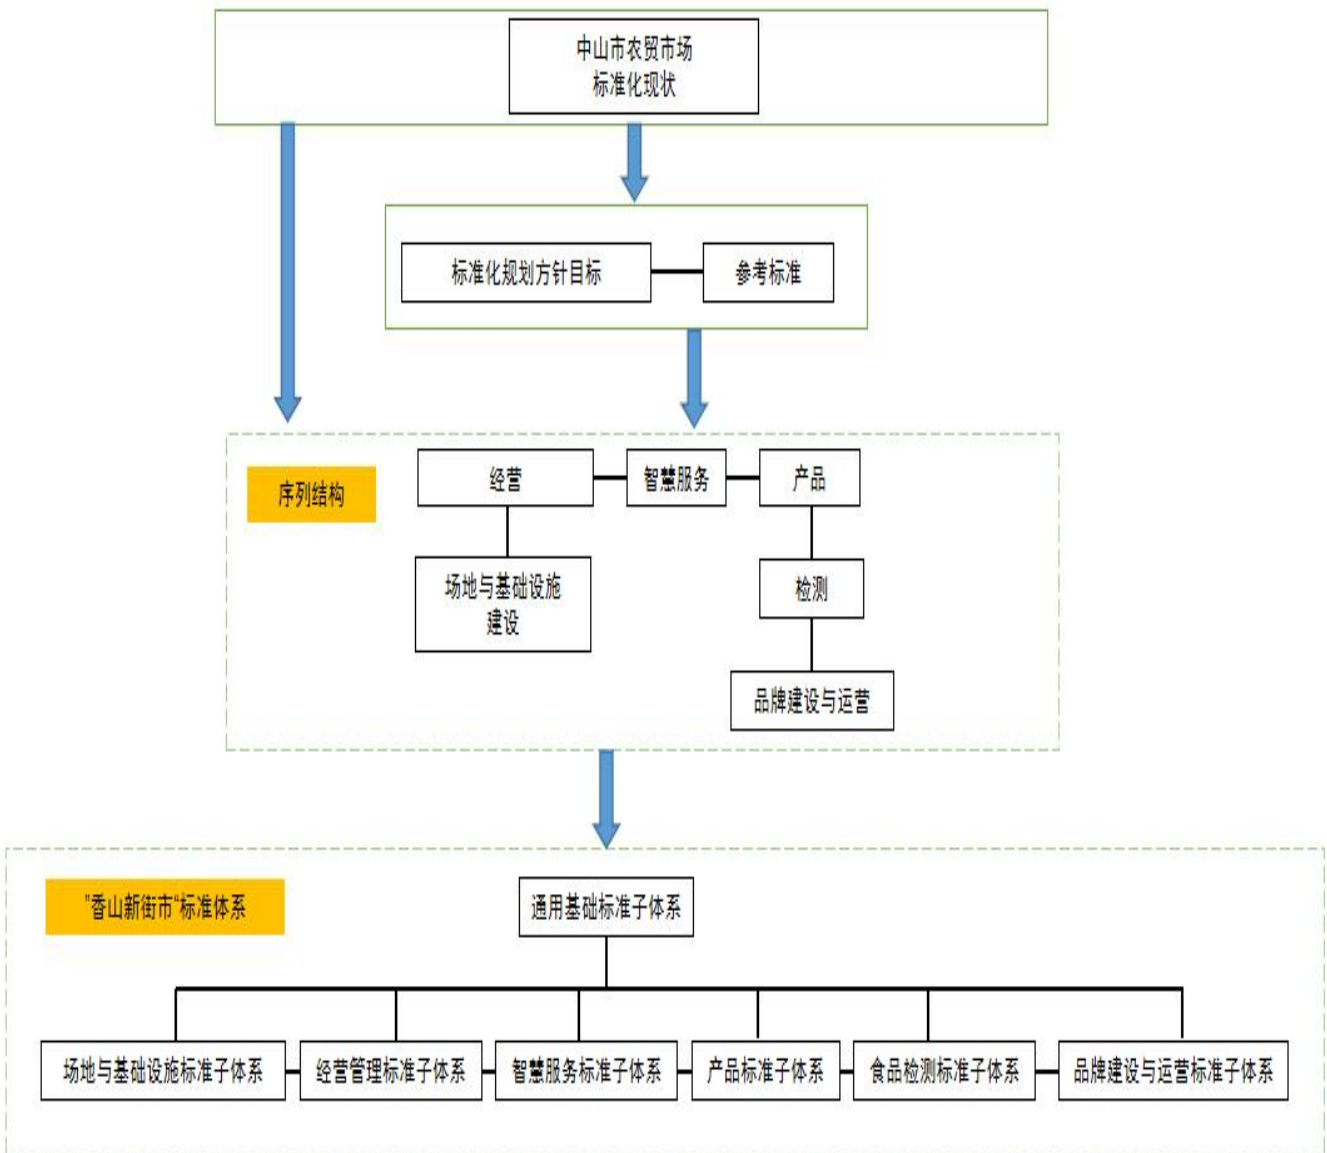 中山市农贸市场
标准化现状
标准化规划方针目标
参考标准
序列结构
经营
智慧服务
产品
场地与基础设施
建设
检测
品牌建设与运营
"香山新街市“标准体系
通用基础标准子体系
场地与基础设施标准子体系
经营管理标准子体系
智慧服务标准子体系
产品标准子体系
食品检测标准子体系
品牌建设与运营标准子体系